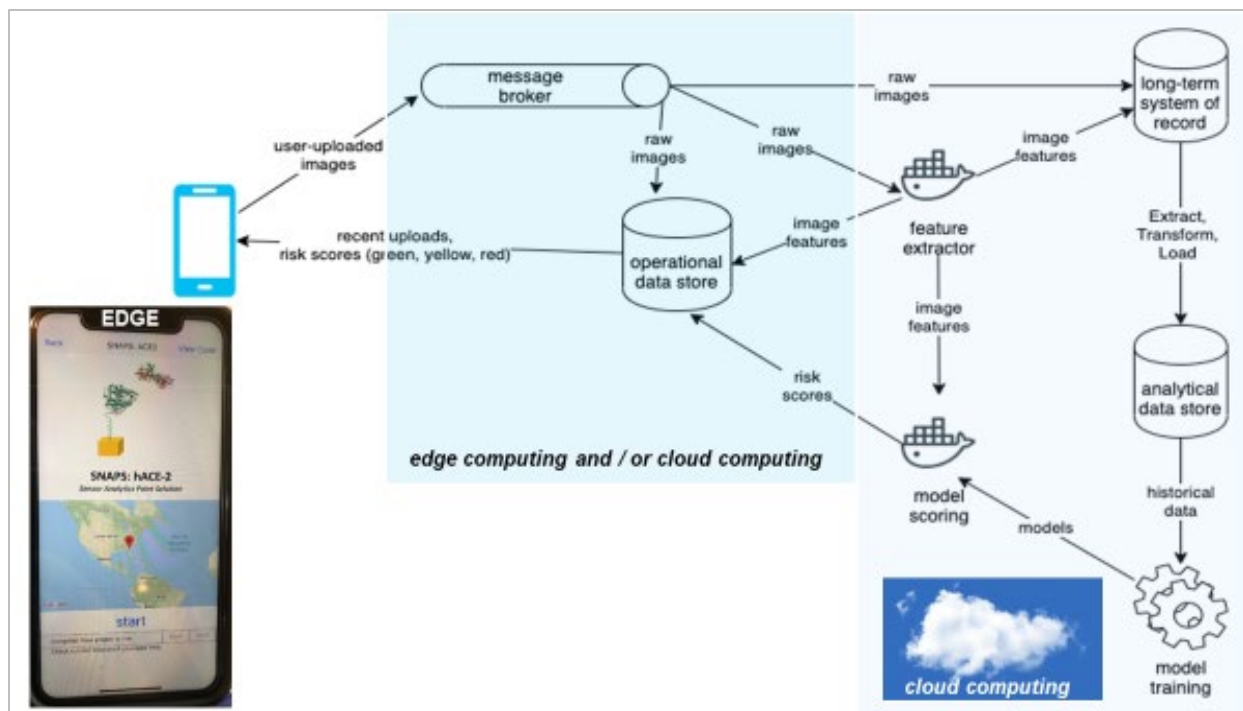 message
broker
raw
images
long-term
system of
record
user-uploaded
images
raw
images
raw
images
image
features
recent uploads,
risk scores (green, yellow, red)
operational
data store
image
features
feature
extractor
Extract,
Transform,
Load
image
features
risk
scores
analytical
data store
edge computing and / or cloud computing
model
scoring
historical
data
models
cloud computing
model
training
EDGE
Back
View Code
SNAPS: hACE-2
Sensor Analytics Point Solution
start